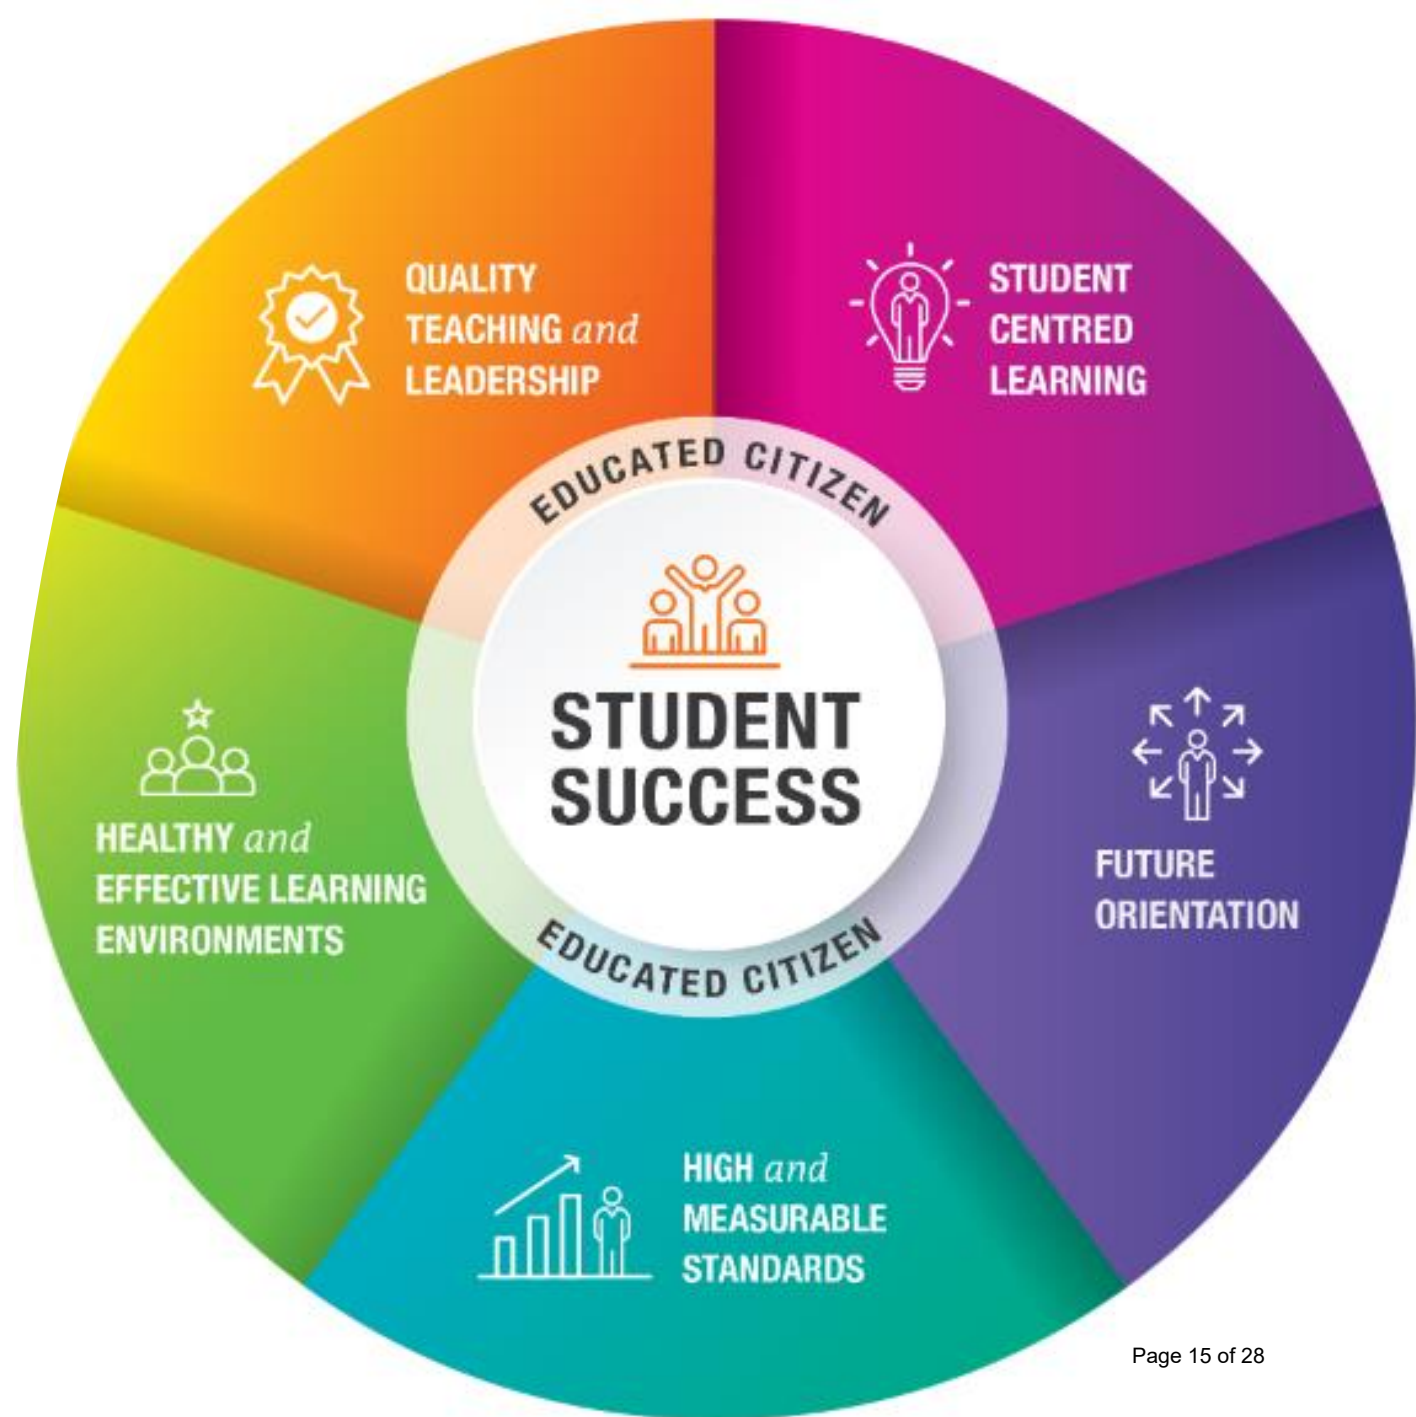 QUALITY
TEACHING and
LEADERSHIP
STUDENT
CENTRED
LEARNING
EDUCATED CITIZEN
STUDENT
SUCCESS
HEALTHY and
EFFECTIVE LEARNING
ENVIRONMENTS
FUTURE
ORIENTATION
EDUCATED CITIZEN
HIGH and
MEASURABLE
STANDARDS
Page 15 of 28